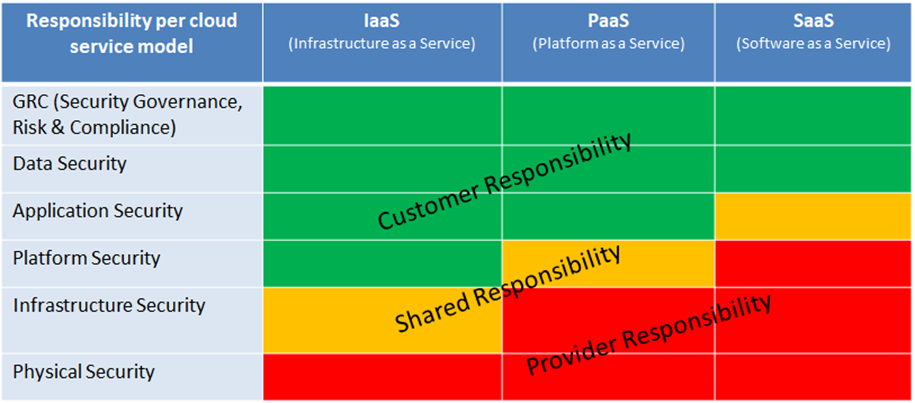 Responsibility per cloud
service model
IaaS
(Infrastructure as a Service)
PaaS
(Platform as a Service)
SaaS
(Software as a Service)
GRC (Security Governance,
Risk & Compliance)
Data Security
Application Security
Platform Security
Infrastructure Security
Physical Security
Customer Responsibility
Shared Responsibility
Provider Responsibility